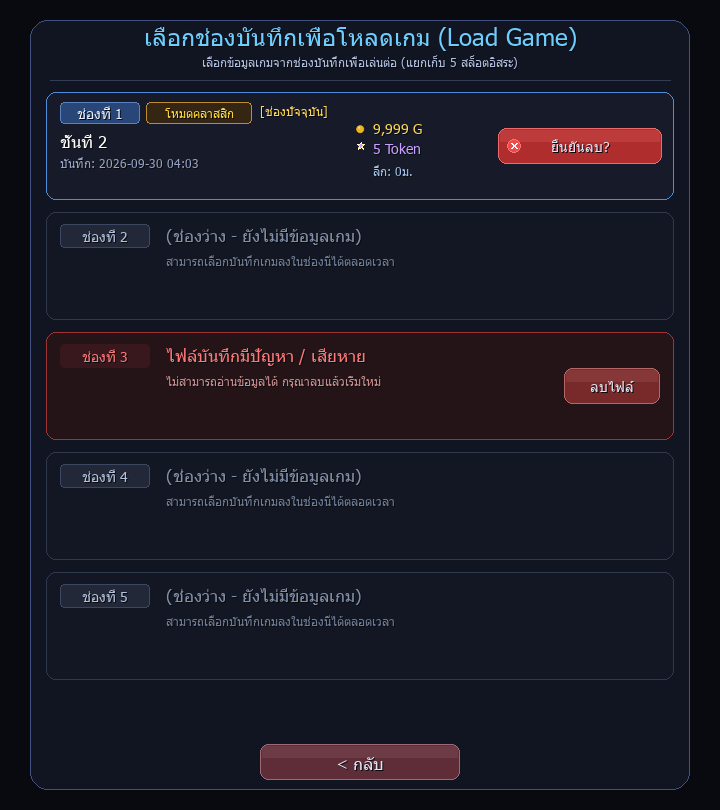 เลือกช่องบันทึกเพื่อโหลดเกม (Load Game)
เลือกข้อมูลเกมจากช่องบันทึกเพื่อเล่นต่อ (แยกเก็บ 5 สล็อตอิสระ)
ช่องที่ 1
โหมดคลาสสิก
[ช่องปัจจุบัน]
ชั้นที่ 2
บันทึก: 2026-09-30 04:03
9,999 G
5 Token
ลึก: 0ม.
ยืนยันลบ?
ช่องที่ 2
(ช่องว่าง - ยังไม่มีข้อมูลเกม)
สามารถเลือกบันทึกเกมลงในช่องนี้ได้ตลอดเวลา
ช่องที่ 3
ไฟล์บันทึกมีปัญหา / เสียหาย
ไม่สามารถอ่านข้อมูลได้ กรุณาลบแล้วเริ่มใหม่
ลบไฟล์
ช่องที่ 4
(ช่องว่าง - ยังไม่มีข้อมูลเกม)
สามารถเลือกบันทึกเกมลงในช่องนี้ได้ตลอดเวลา
ช่องที่ 5
(ช่องว่าง - ยังไม่มีข้อมูลเกม)
สามารถเลือกบันทึกเกมลงในช่องนี้ได้ตลอดเวลา
< กลับ